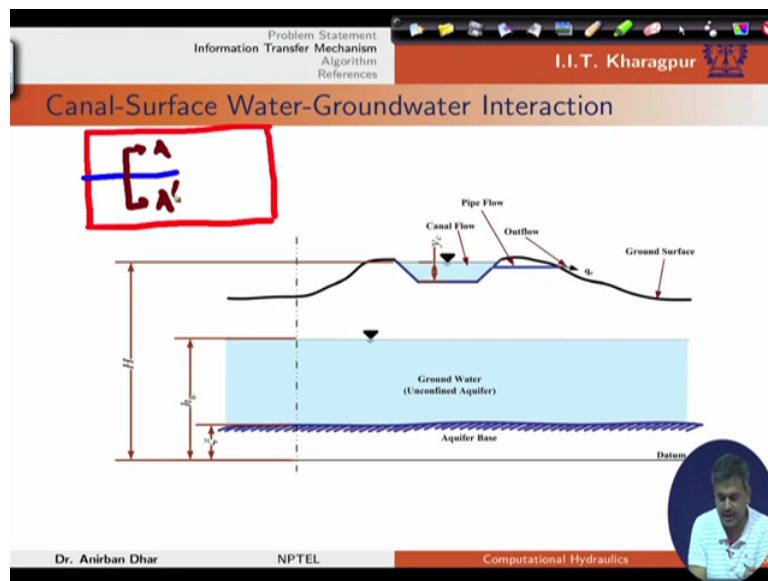 Problem Statement
Information Transfer Mechanism
Algorithm
References
I.I.T. Kharagpur
Canal-Surface Water-Groundwater Interaction
A
A'
Pipe Flow
Canal Flow
Outflow
Ground Surface
y_c
H
Ground Water
(Unconfined Aquifer)
Aquifer Base
Datum
Dr. Anirban Dhar
NPTEL
Computational Hydraulics